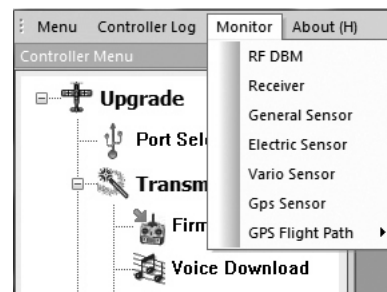 Menu Controller Log Monitor About (H)
Controller Menu
RF DBM
Receiver
General Sensor
Electric Sensor
Vario Sensor
Gps Sensor
GPS Flight Path
Upgrade
Port Sel
Transm
Firm
Voice Download